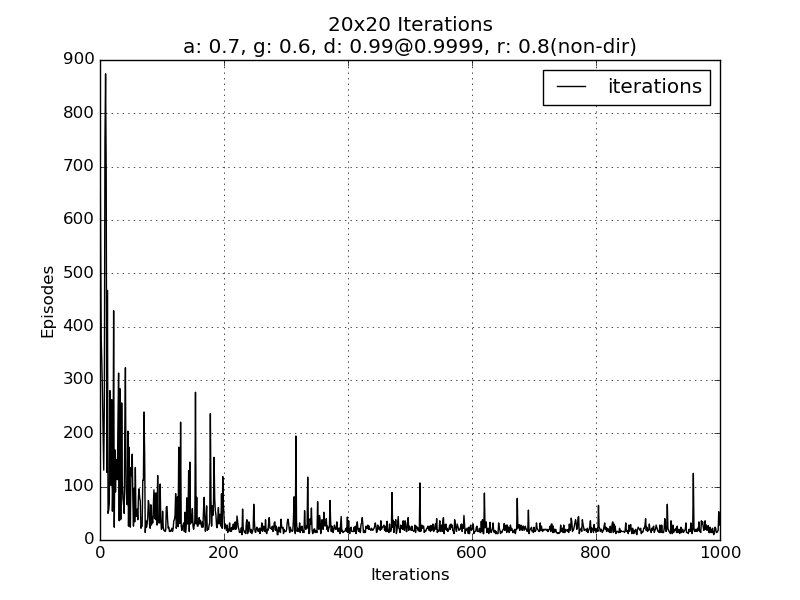 20x20 Iterations
a: 0.7, g: 0.6, d: 0.99@0.9999, r: 0.8(non-dir)
900
iterations
800
700
600
500
Episodes
400
300
200
100
0
0 200 400 600 800 1000
Iterations